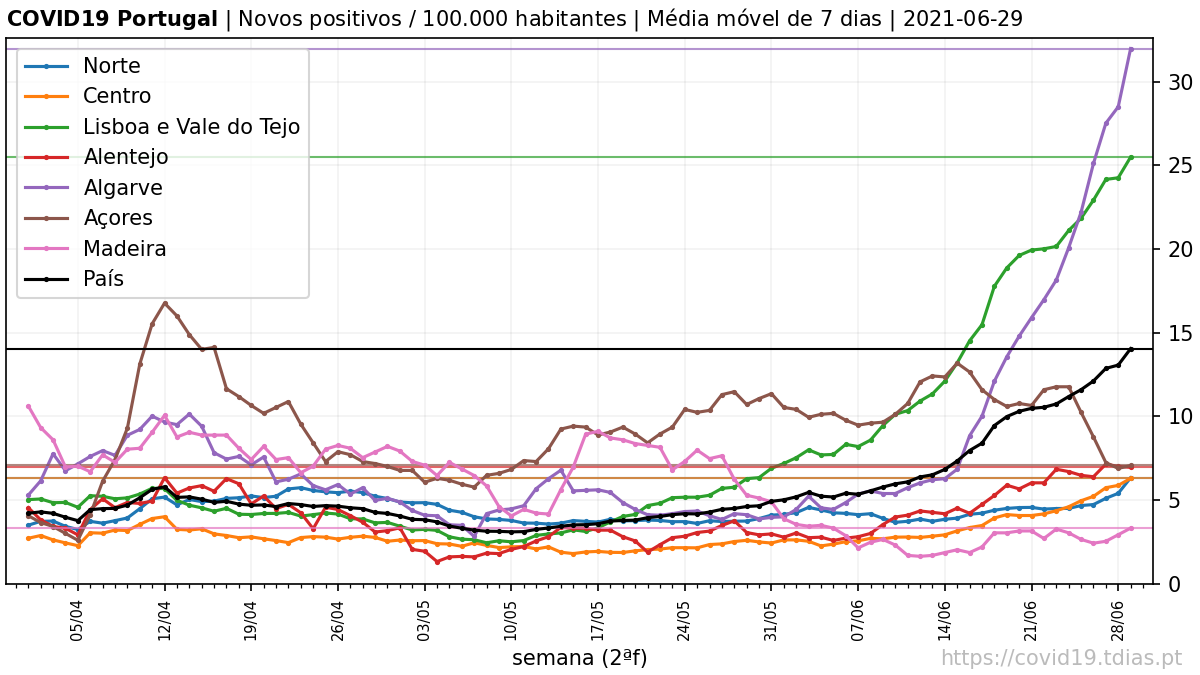 COVID19 Portugal | Novos positivos / 100.000 habitantes | Média móvel de 7 dias | 2021-06-29
Norte
Centro
Lisboa e Vale do Tejo
Alentejo
Algarve
Açores
Madeira
País
30
25
20
15
10
5
0
05/04
12/04
19/04
26/04
03/05
10/05
17/05
24/05
31/05
07/06
14/06
21/06
28/06
semana (2ªf)
https://covid19.tdias.pt